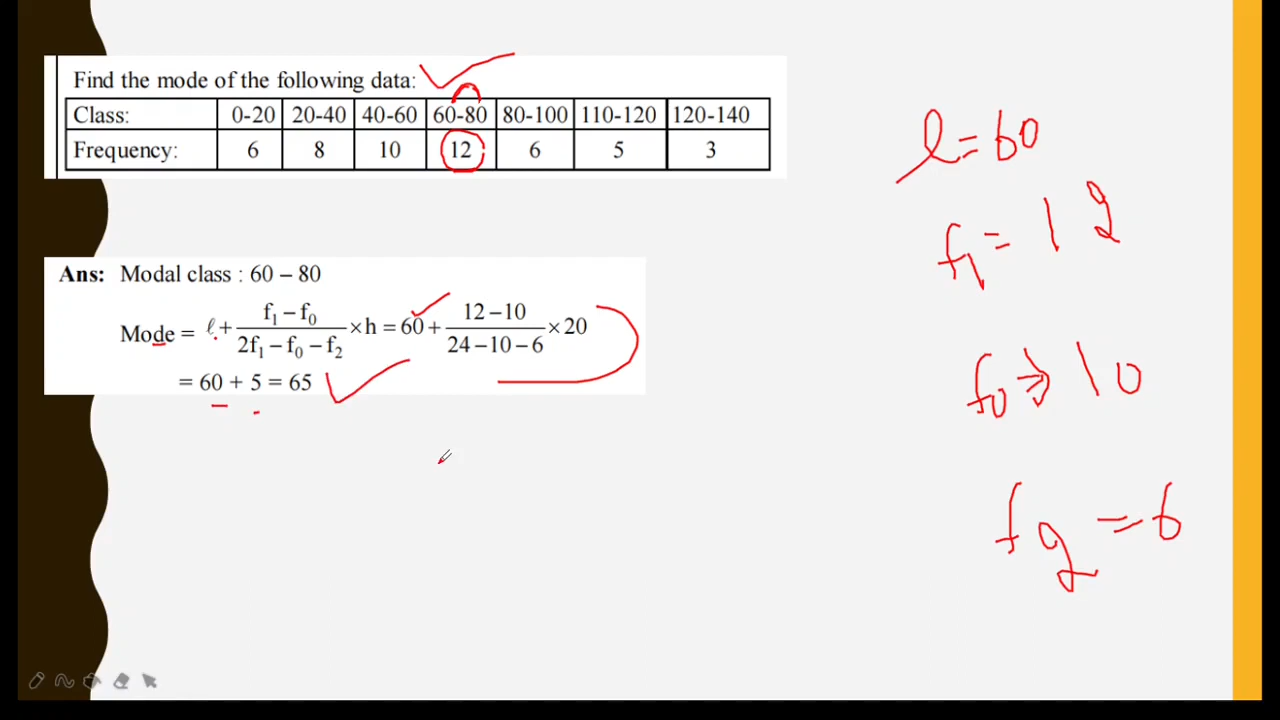 Find the mode of the following data:
Class: 0-20 20-40 40-60 60-80 80-100 110-120 120-140
Frequency: 6 8 10 12 6 5 3
Ans: Modal class : 60 – 80
Mode = ℓ + (f₁ – f₀)/(2f₁ – f₀ – f₂) × h = 60 + (12 – 10)/(24 – 10 – 6) × 20
= 60 + 5 = 65
l = 60
f₁ = 12
f₀ ⇒ 10
f₂ = 6